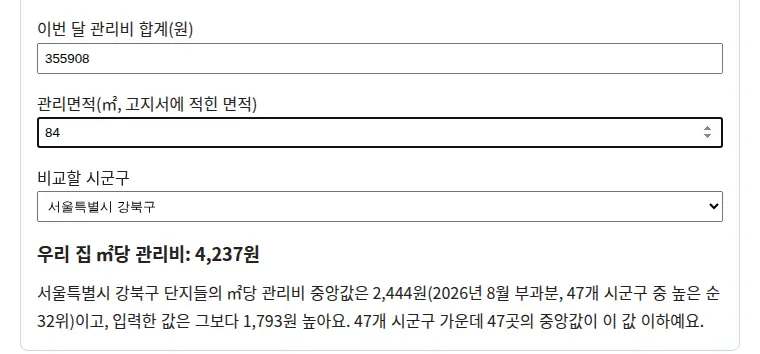 이번 달 관리비 합계(원)
355908
관리면적(㎡, 고지서에 적힌 면적)
84
비교할 시군구
서울특별시 강북구
우리 집 ㎡당 관리비: 4,237원
서울특별시 강북구 단지들의 ㎡당 관리비 중앙값은 2,444원(2026년 8월 부과분, 47개 시군구 중 높은 순
32위)이고, 입력한 값은 그보다 1,793원 높아요. 47개 시군구 가운데 47곳의 중앙값이 이 값 이하예요.